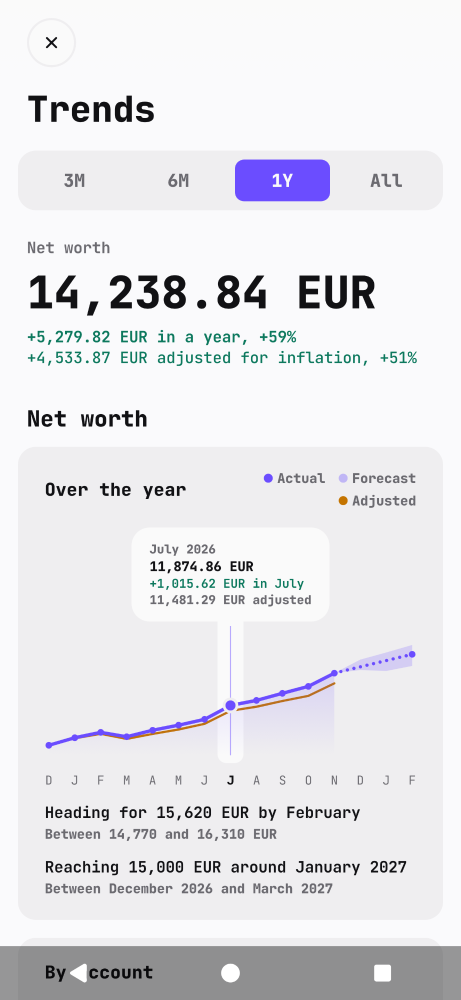 Trends
3M 6M 1Y All
Net worth
14,238.84 EUR
+5,279.82 EUR in a year, +59%
+4,533.87 EUR adjusted for inflation, +51%
Net worth
Over the year
Actual Forecast
Adjusted
July 2026
11,874.86 EUR
+1,015.62 EUR in July
11,481.29 EUR adjusted
D J F M A M J J A S O N D J F
Heading for 15,620 EUR by February
Between 14,770 and 16,310 EUR
Reaching 15,000 EUR around January 2027
Between December 2026 and March 2027
By ccount